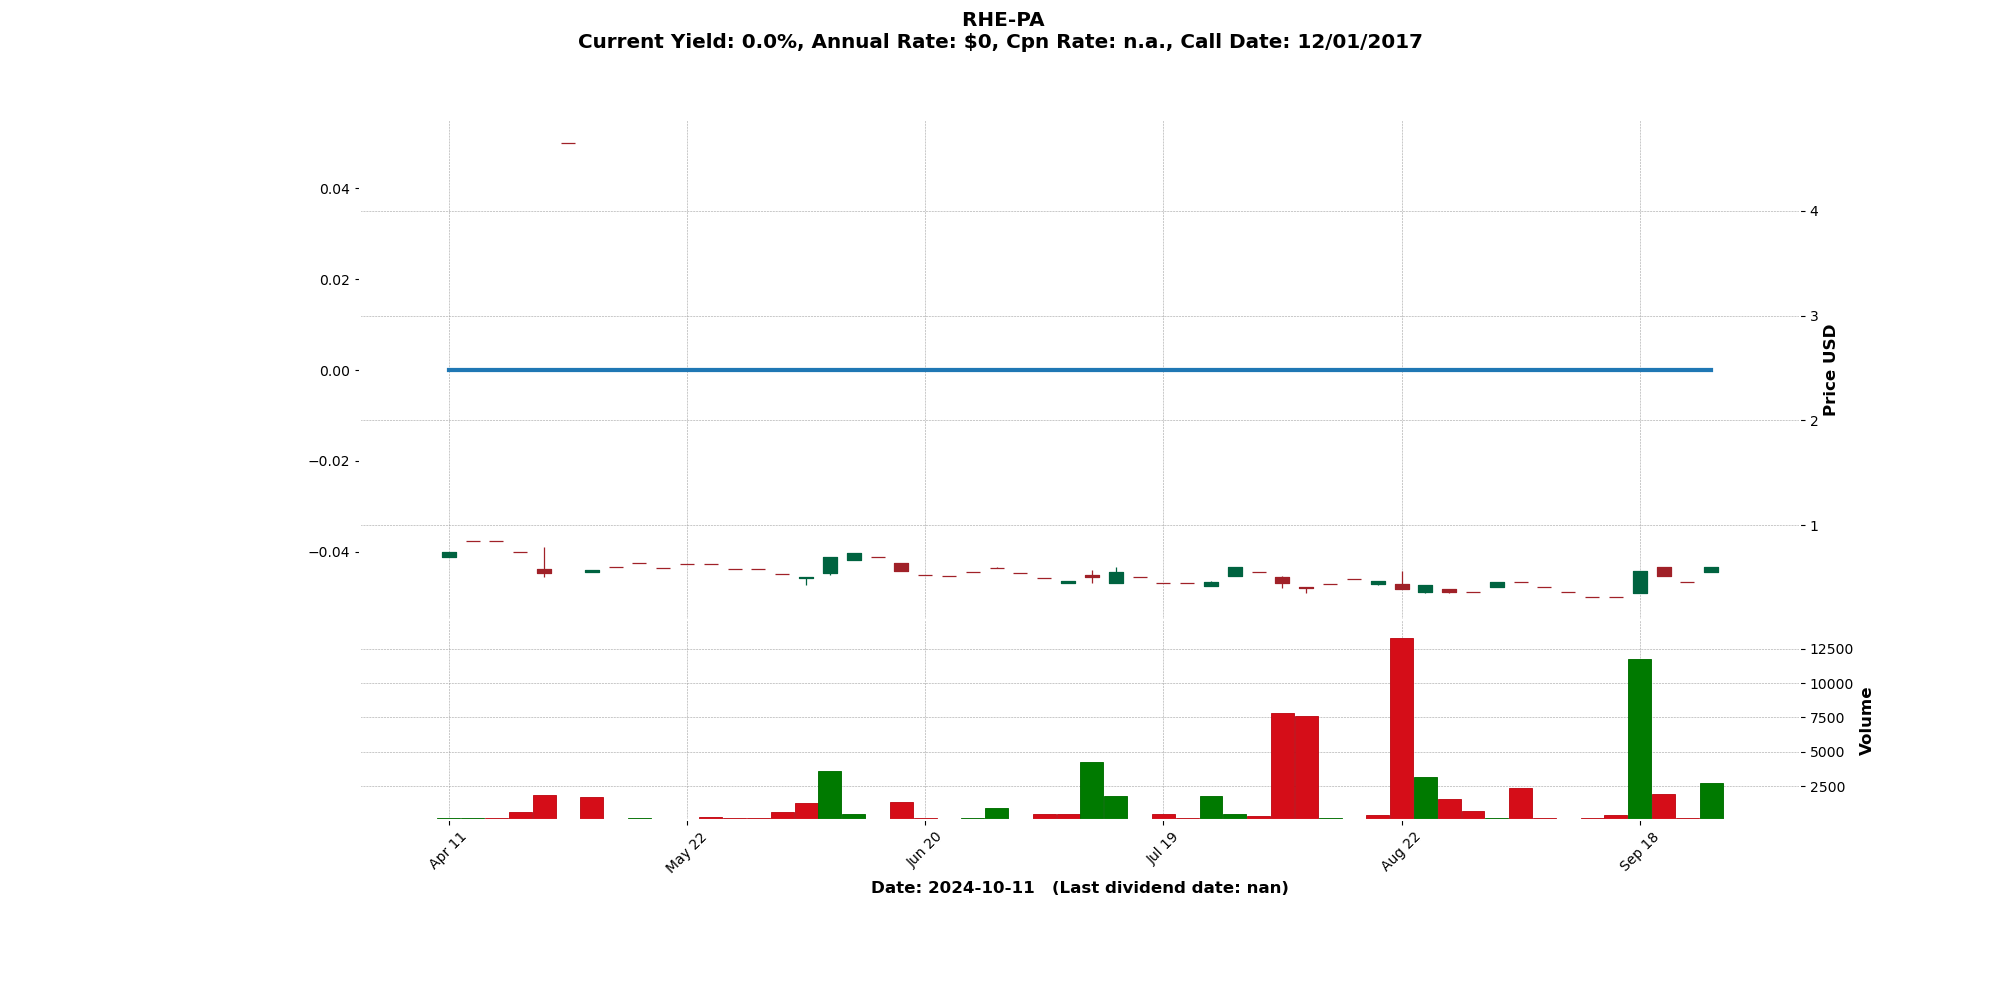 RHE-PA
Current Yield: 0.0%, Annual Rate: $0, Cpn Rate: n.a., Call Date: 12/01/2017
0.04
0.02
0.00
−0.02
−0.04
4
3
2
1
Price USD
12500
10000
7500
5000
2500
Volume
Apr 11
May 22
Jun 20
Jul 19
Aug 22
Sep 18
Date: 2024-10-11   (Last dividend date: nan)